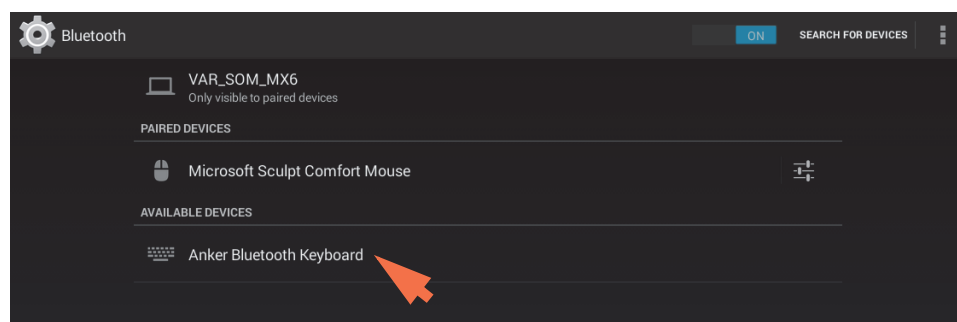 Bluetooth ON SEARCH FOR DEVICES
VAR_SOM_MX6
Only visible to paired devices
PAIRED DEVICES
Microsoft Sculpt Comfort Mouse
AVAILABLE DEVICES
Anker Bluetooth Keyboard